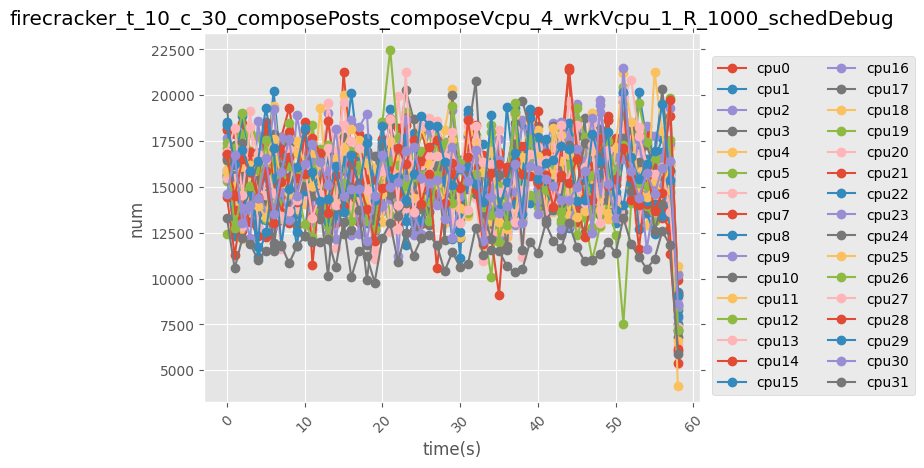 firecracker_t_10_c_30_composePosts_composeVcpu_4_wrkVcpu_1_R_1000_schedDebug
22500
20000
17500
15000
12500
10000
7500
5000
num
0 10 20 30 40 50 60
time(s)
cpu0
cpu1
cpu2
cpu3
cpu4
cpu5
cpu6
cpu7
cpu8
cpu9
cpu10
cpu11
cpu12
cpu13
cpu14
cpu15
cpu16
cpu17
cpu18
cpu19
cpu20
cpu21
cpu22
cpu23
cpu24
cpu25
cpu26
cpu27
cpu28
cpu29
cpu30
cpu31